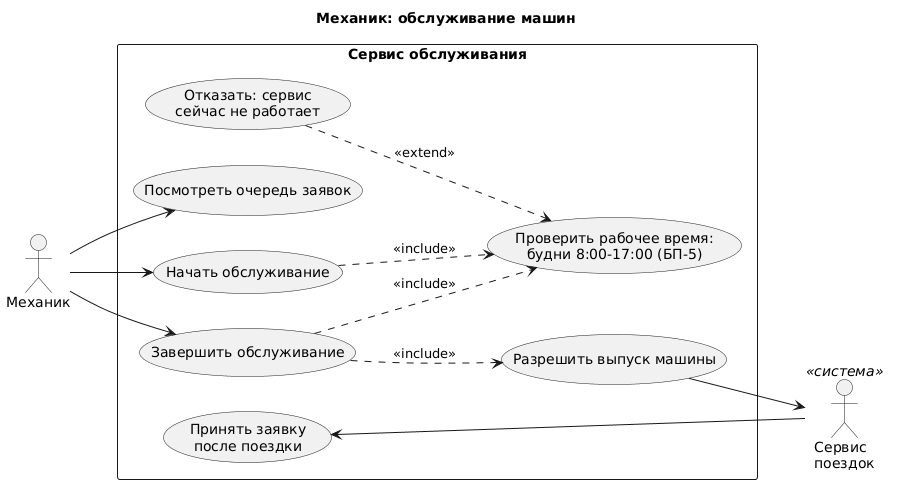 Механик: обслуживание машин
Сервис обслуживания
Отказать: сервис
сейчас не работает
«extend»
Посмотреть очередь заявок
Проверить рабочее время:
будни 8:00-17:00 (БП-5)
«include»
Начать обслуживание
«include»
Механик
Завершить обслуживание
«include»
Разрешить выпуск машины
«система»
Принять заявку
после поездки
Сервис
поездок